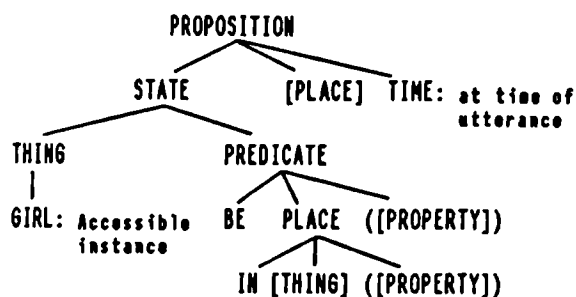 PROPOSITION
STATE [PLACE] TIME: at time of
utterance
THING PREDICATE
GIRL: Accessible
instance
BE PLACE ([PROPERTY])
IN [THING] ([PROPERTY])